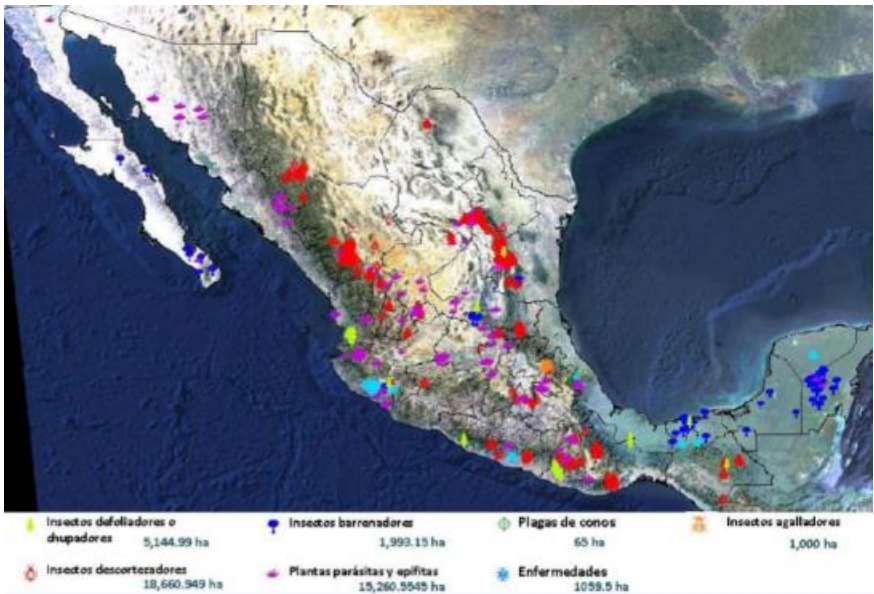 Insectos defoliadores o
chupadores
5,144.99 ha
Insectos barrenadores
1,993.15 ha
Plagas de conos
65 ha
Insectos agalladores
1,000 ha
Insectos descortezadores
18,660.949 ha
Plantas parásitas y epífitas
15,260.5545 ha
Enfermedades
1059.5 ha